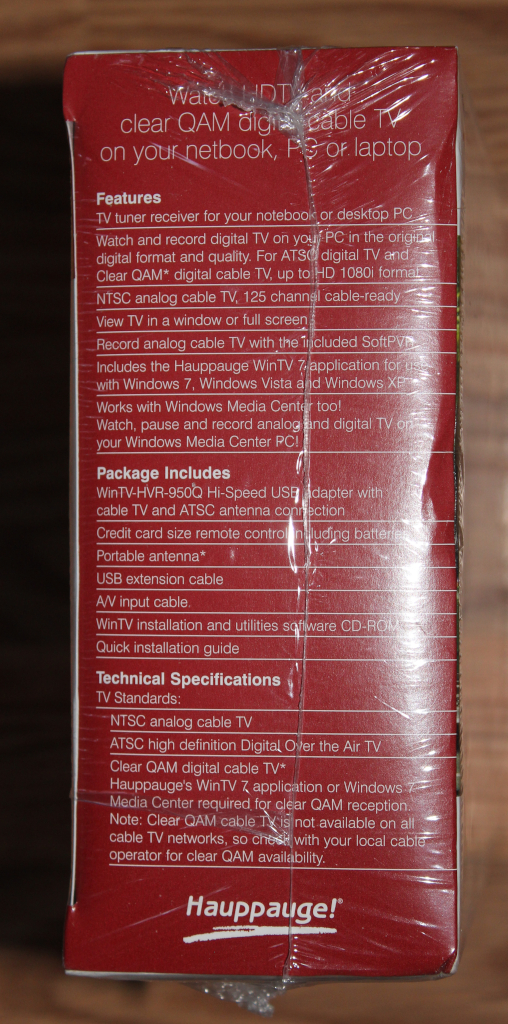 Watch HDTV and
clear QAM digital cable TV
on your netbook, PC or laptop
Features
TV tuner receiver for your notebook or desktop PC
Watch and record digital TV on your PC in the original
digital format and quality. For ATSC digital TV and
Clear QAM* digital cable TV, up to HD 1080i format
NTSC analog cable TV, 125 channel cable-ready
View TV in a window or full screen
Record analog cable TV with the included SoftPVR
Includes the Hauppauge WinTV 7 application for use
with Windows 7, Windows Vista and Windows XP
Works with Windows Media Center too!
Watch, pause and record analog and digital TV on
your Windows Media Center PC!
Package Includes
WinTV-HVR-950Q Hi-Speed USB adapter with
cable TV and ATSC antenna connection
Credit card size remote control including batteries
Portable antenna*
USB extension cable
A/V input cable.
WinTV installation and utilities software CD-ROM
Quick installation guide
Technical Specifications
TV Standards:
NTSC analog cable TV
ATSC high definition Digital Over the Air TV
Clear QAM digital cable TV*
Hauppauge's WinTV 7 application or Windows 7
Media Center required for clear QAM reception.
Note: Clear QAM cable TV is not available on all
cable TV networks, so check with your local cable
operator for clear QAM availability.
Hauppauge!®